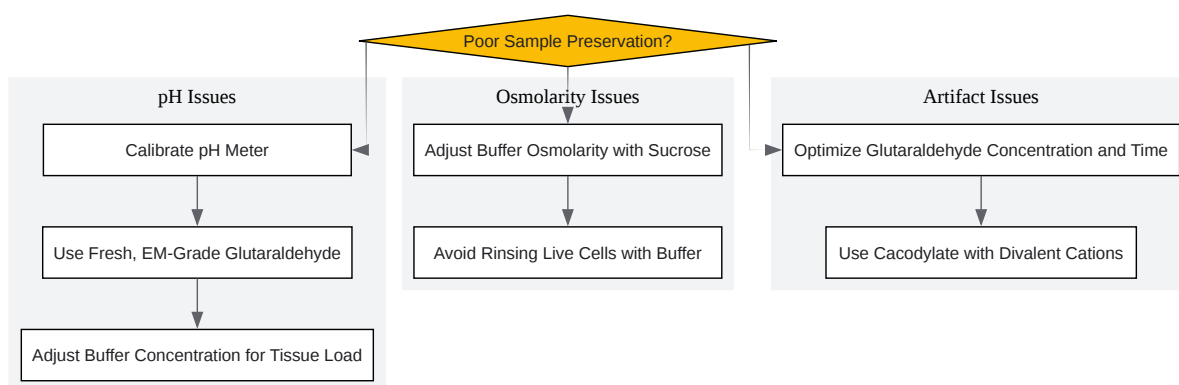 Poor Sample Preservation?
pH Issues
Calibrate pH Meter
Use Fresh, EM-Grade Glutaraldehyde
Adjust Buffer Concentration for Tissue Load
Osmolarity Issues
Adjust Buffer Osmolarity with Sucrose
Avoid Rinsing Live Cells with Buffer
Artifact Issues
Optimize Glutaraldehyde Concentration and Time
Use Cacodylate with Divalent Cations